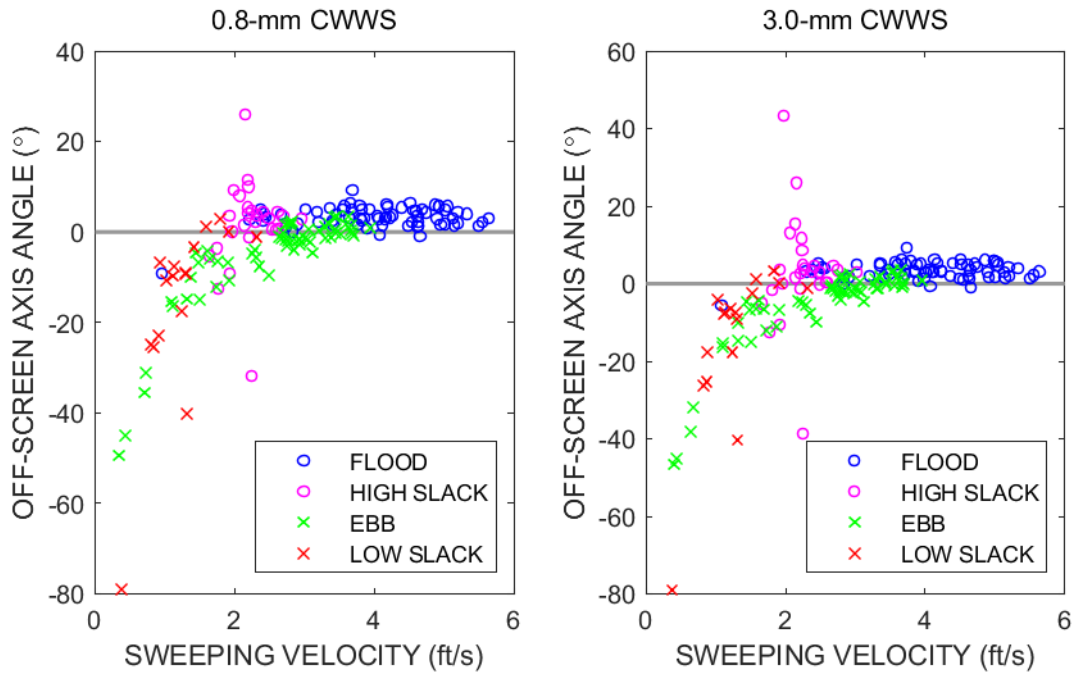 0.8-mm CWWS
OFF-SCREEN AXIS ANGLE (°)
40
20
0
-20
-40
-60
-80
FLOOD
HIGH SLACK
EBB
LOW SLACK
0 2 4 6
SWEEPING VELOCITY (ft/s)
3.0-mm CWWS
OFF-SCREEN AXIS ANGLE (°)
60
40
20
0
-20
-40
-60
-80
FLOOD
HIGH SLACK
EBB
LOW SLACK
0 2 4 6
SWEEPING VELOCITY (ft/s)